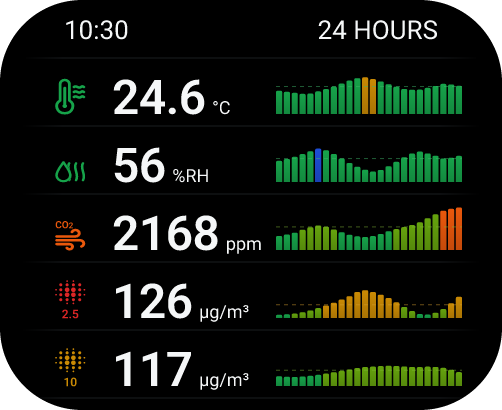 10:30 24 HOURS
24.6 °C
56 %RH
CO₂ 2168 ppm
2.5 126 µg/m³
10 117 µg/m³